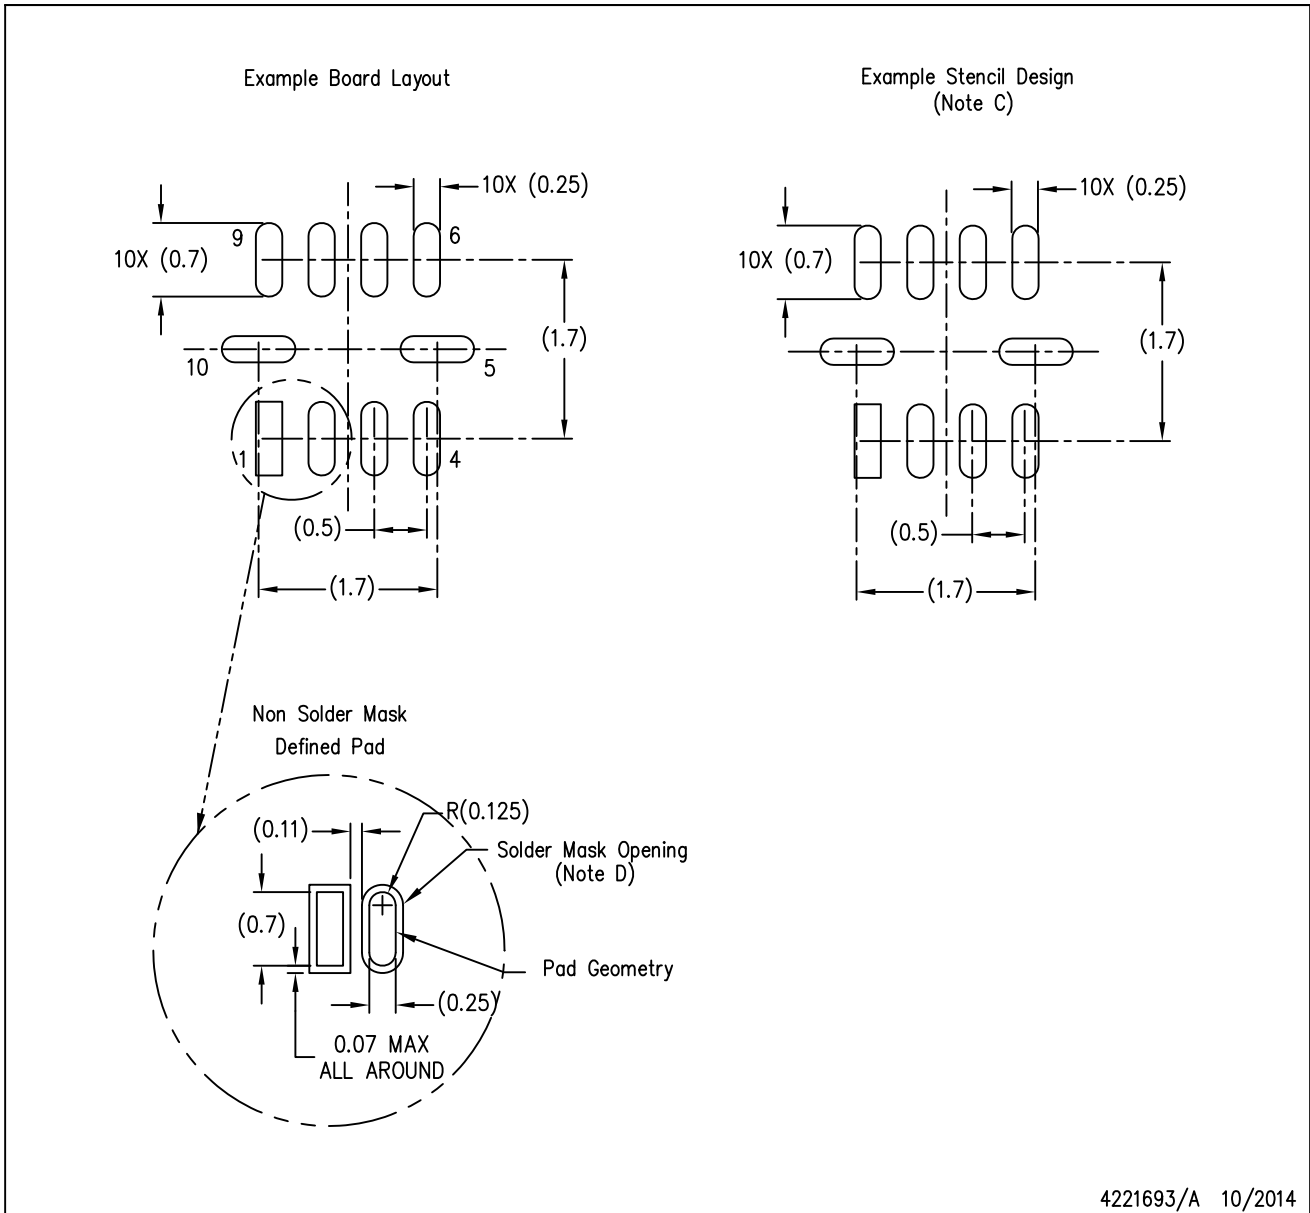 Example Board Layout
10X (0.25)
9
6
10X (0.7)
(1.7)
10
5
1
4
(0.5)
(1.7)
Example Stencil Design
(Note C)
10X (0.25)
10X (0.7)
(1.7)
(0.5)
(1.7)
Non Solder Mask
Defined Pad
R(0.125)
(0.11)
Solder Mask Opening
(Note D)
(0.7)
Pad Geometry
(0.25)
0.07 MAX
ALL AROUND
4221693/A 10/2014